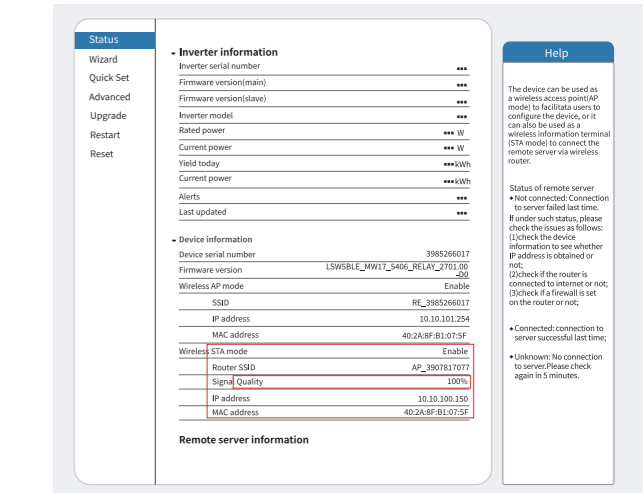 Status
Wizard
Quick Set
Advanced
Upgrade
Restart
Reset
- Inverter information
Inverter serial number ---
Firmware version(main) ---
Firmware version(slave) ---
Inverter model ---
Rated power --- W
Current power --- W
Yield today ---kWh
Current power ---kWh
Alerts ---
Last updated ---
- Device information
Device serial number 3985266017
Firmware version LSW5BLE_MW17_5406_RELAY_2701.00
-D0
Wireless AP mode Enable
SSID RE_3985266017
IP address 10.10.101.254
MAC address 40:2A:8F:B1:07:5F
Wireless STA mode Enable
Router SSID AP_3907817077
Signal Quality 100%
IP address 10.10.100.150
MAC address 40:2A:8F:B1:07:5F
Remote server information
Help
The device can be used as
a wireless access point(AP
mode) to facilitata users to
configure the device, or it
can also be used as a
wireless information terminal
(STA mode) to connect the
remote server via wireless
router.
Status of remote server
◆Not connected: Connection
to server failed last time.
If under such status, please
check the issues as follows:
(1)check the device
information to see whether
IP address is obtained or
not;
(2)check if the router is
connected to internet or not;
(3)check if a firewall is set
on the router or not;
◆Connected: connection to
server successful last time;
◆Unknown: No connection
to server.Please check
again in 5 minutes.